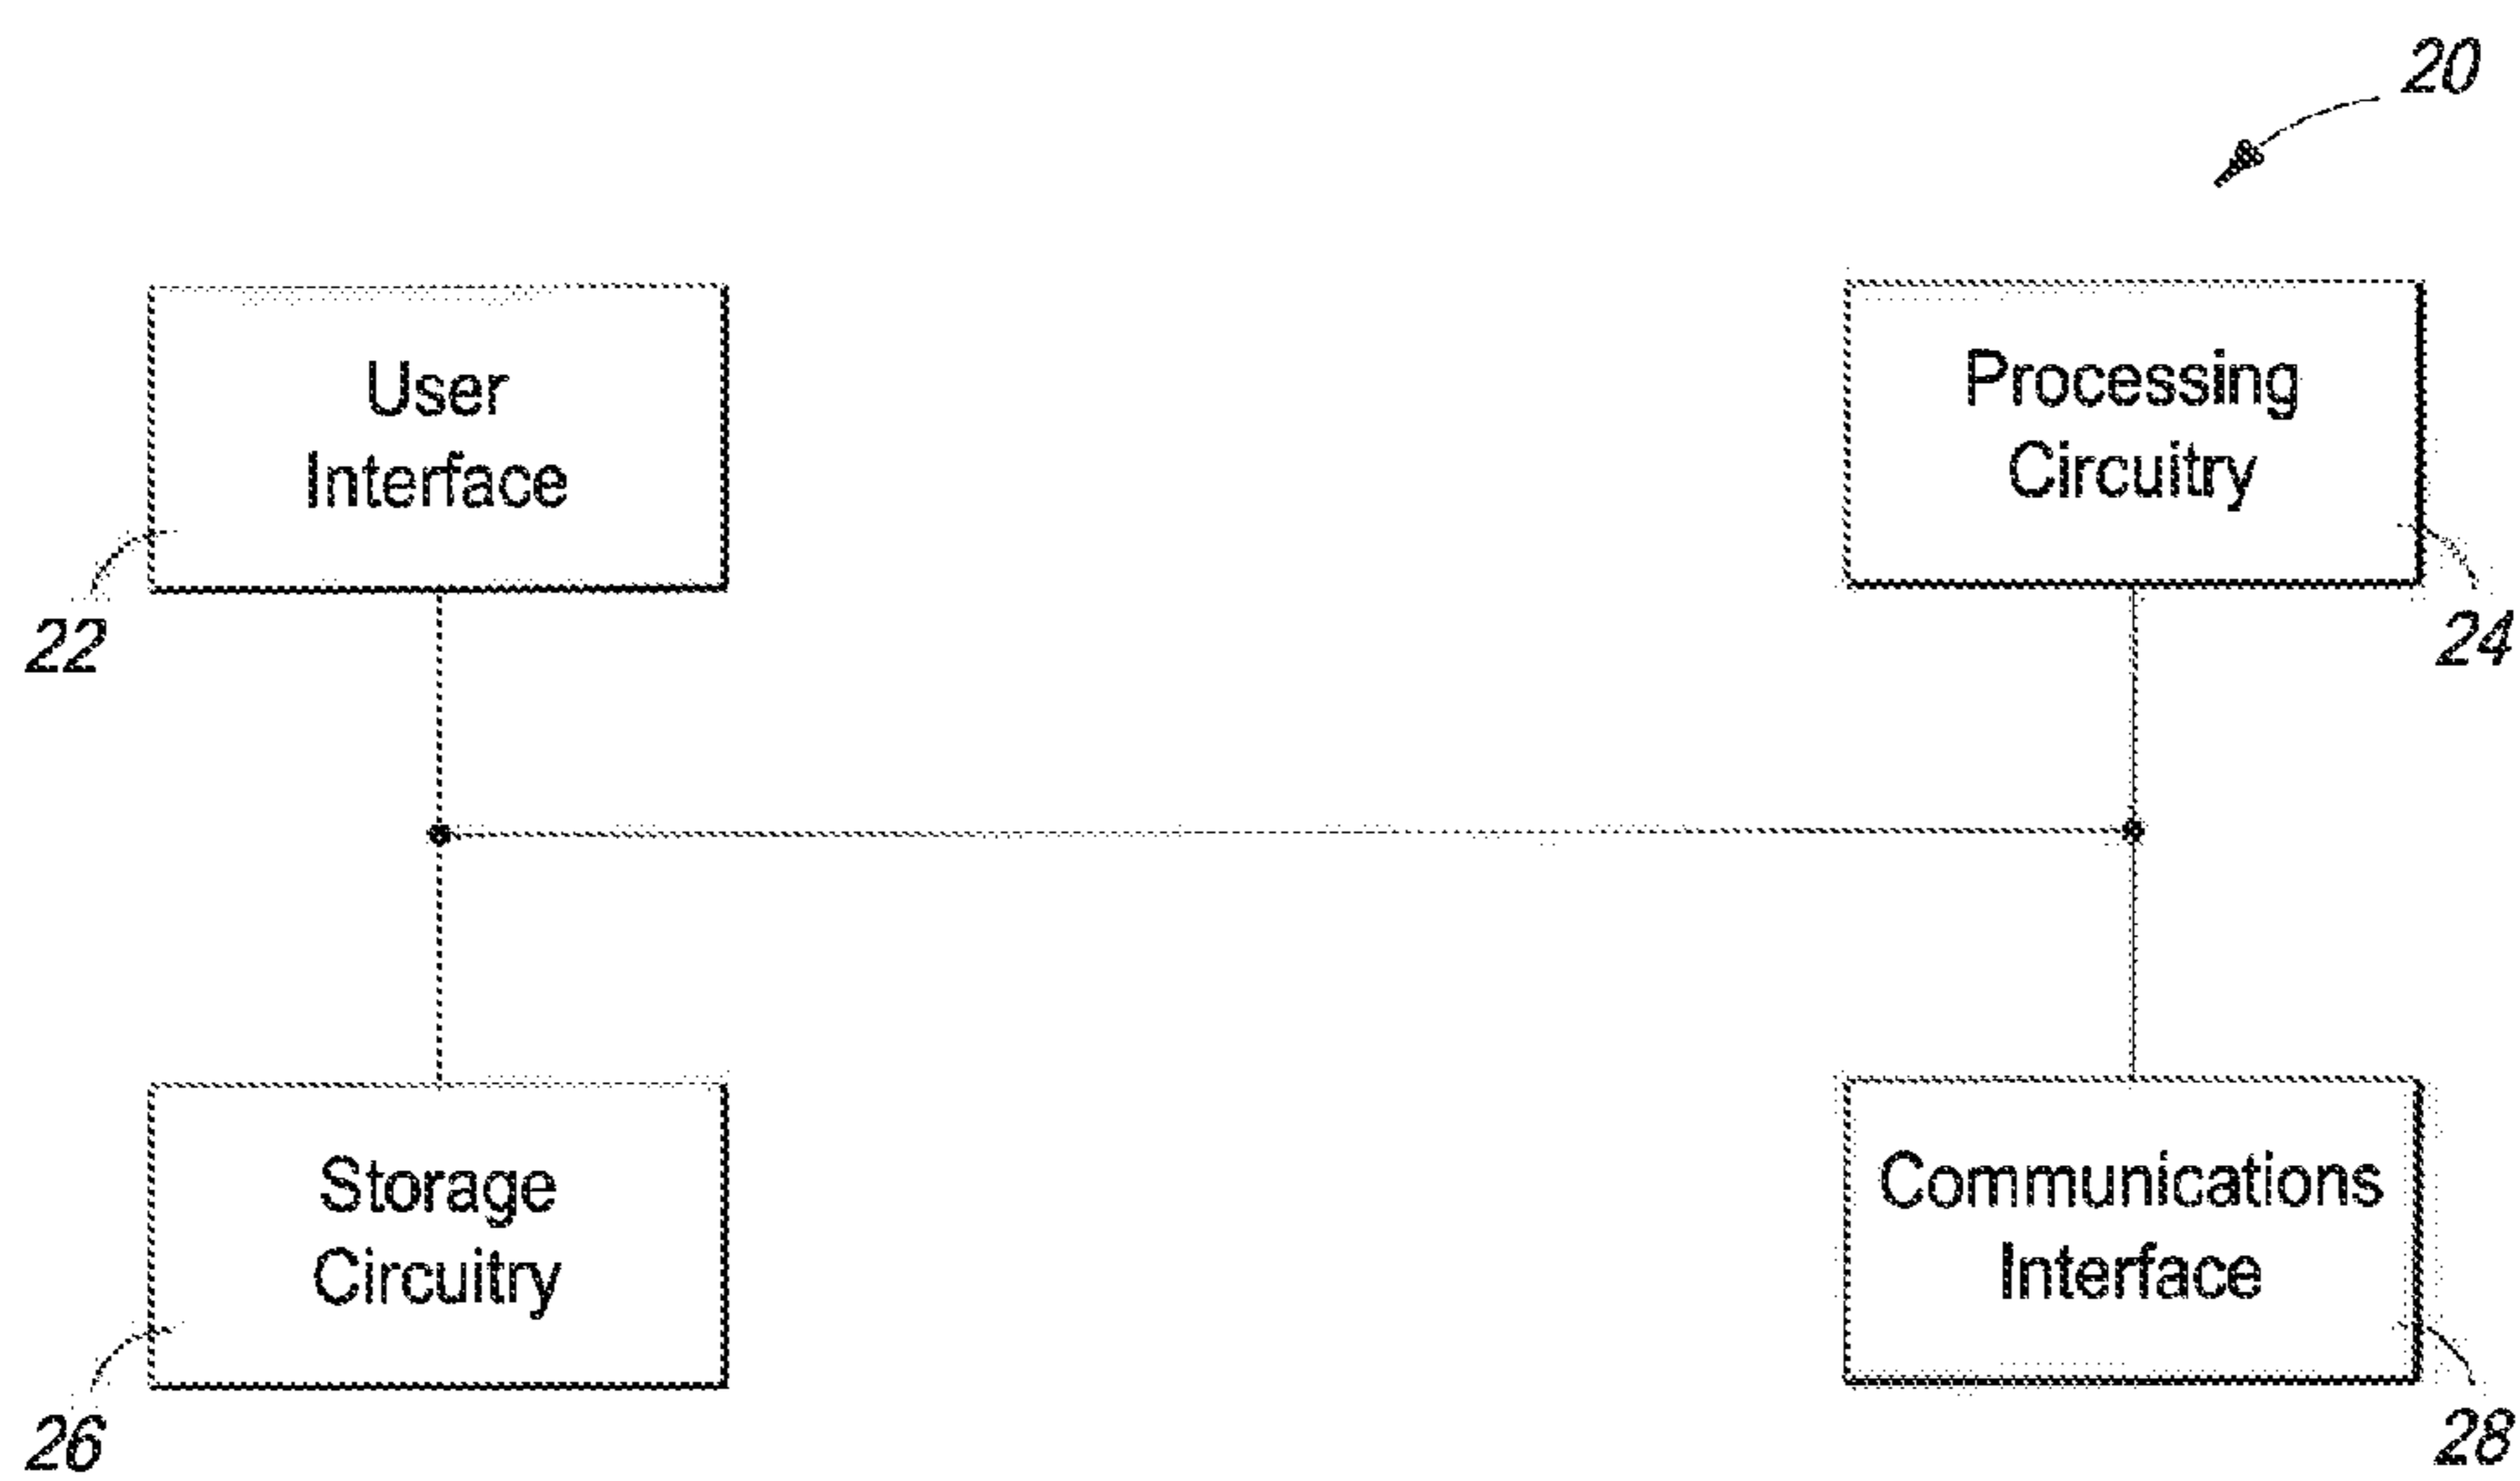 20
User
Interface
22
Processing
Circuitry
24
Storage
Circuitry
26
Communications
Interface
28